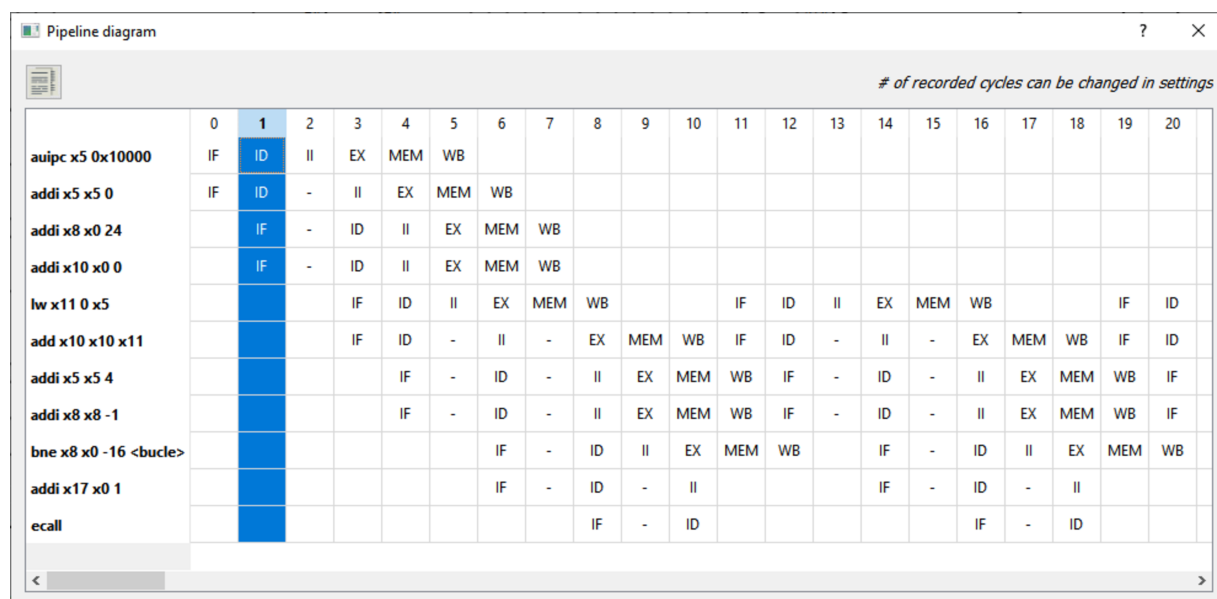 Pipeline diagram ? ×
# of recorded cycles can be changed in settings
0 1 2 3 4 5 6 7 8 9 10 11 12 13 14 15 16 17 18 19 20
auipc x5 0x10000 IF ID II EX MEM WB
addi x5 x5 0 IF ID - II EX MEM WB
addi x8 x0 24 IF - ID II EX MEM WB
addi x10 x0 0 IF - ID II EX MEM WB
lw x11 0 x5 IF ID II EX MEM WB IF ID II EX MEM WB IF ID
add x10 x10 x11 IF ID - II - EX MEM WB IF ID - II - EX MEM WB IF ID
addi x5 x5 4 IF - ID - II EX MEM WB IF - ID - II EX MEM WB IF
addi x8 x8 -1 IF - ID - II EX MEM WB IF - ID - II EX MEM WB IF
bne x8 x0 -16 <bucle> IF - ID II EX MEM WB IF - ID II EX MEM WB
addi x17 x0 1 IF - ID - II IF - ID - II
ecall IF - ID IF - ID